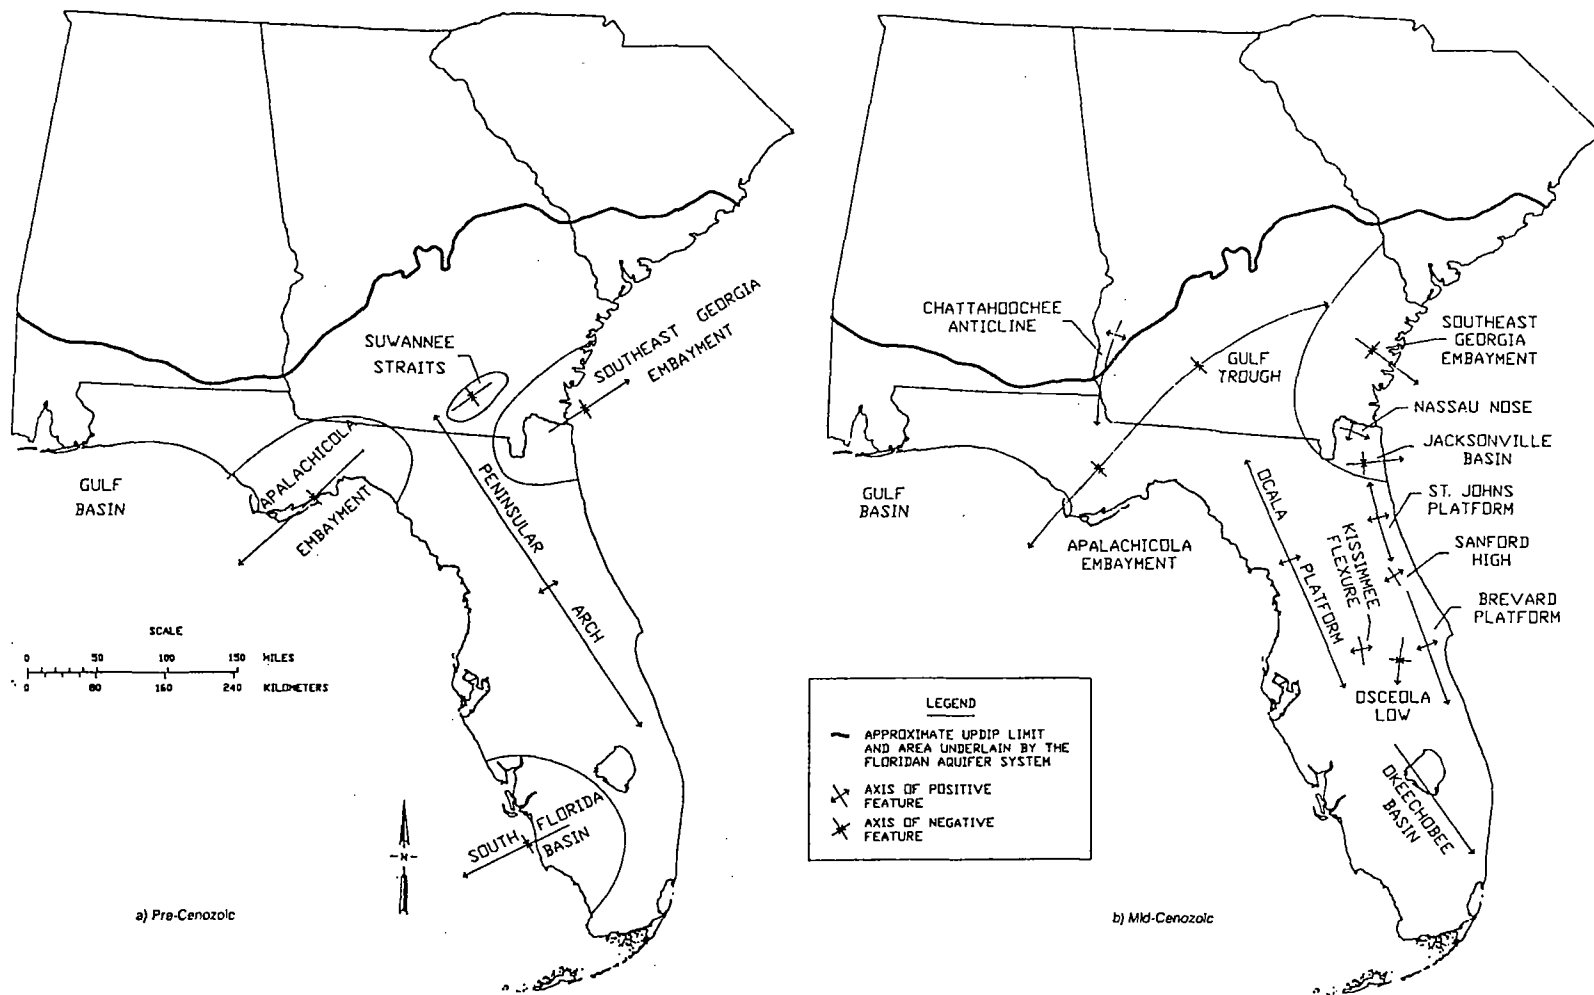 SUWANNEE
STRAITS
SOUTHEAST GEORGIA
EMBAYMENT
APALACHICOLA
EMBAYMENT
GULF
BASIN
PENINSULAR
ARCH
SCALE
0 50 100 150 MILES
0 80 160 240 KILOMETERS
SOUTH FLORIDA
BASIN
N
a) Pre-Cenozoic
CHATTAHOOCHEE
ANTICLINE
GULF
TROUGH
SOUTHEAST
GEORGIA
EMBAYMENT
NASSAU NOSE
JACKSONVILLE
BASIN
GULF
BASIN
APALACHICOLA
EMBAYMENT
OCALA
PLATFORM
KISSIMMEE
FLEXURE
ST. JOHNS
PLATFORM
SANFORD
HIGH
BREVARD
PLATFORM
OSCEOLA
LOW
OKEECHOBEE
BASIN
LEGEND
APPROXIMATE UPDIP LIMIT
AND AREA UNDERLAIN BY THE
FLORIDAN AQUIFER SYSTEM
AXIS OF POSITIVE
FEATURE
AXIS OF NEGATIVE
FEATURE
b) Mid-Cenozoic